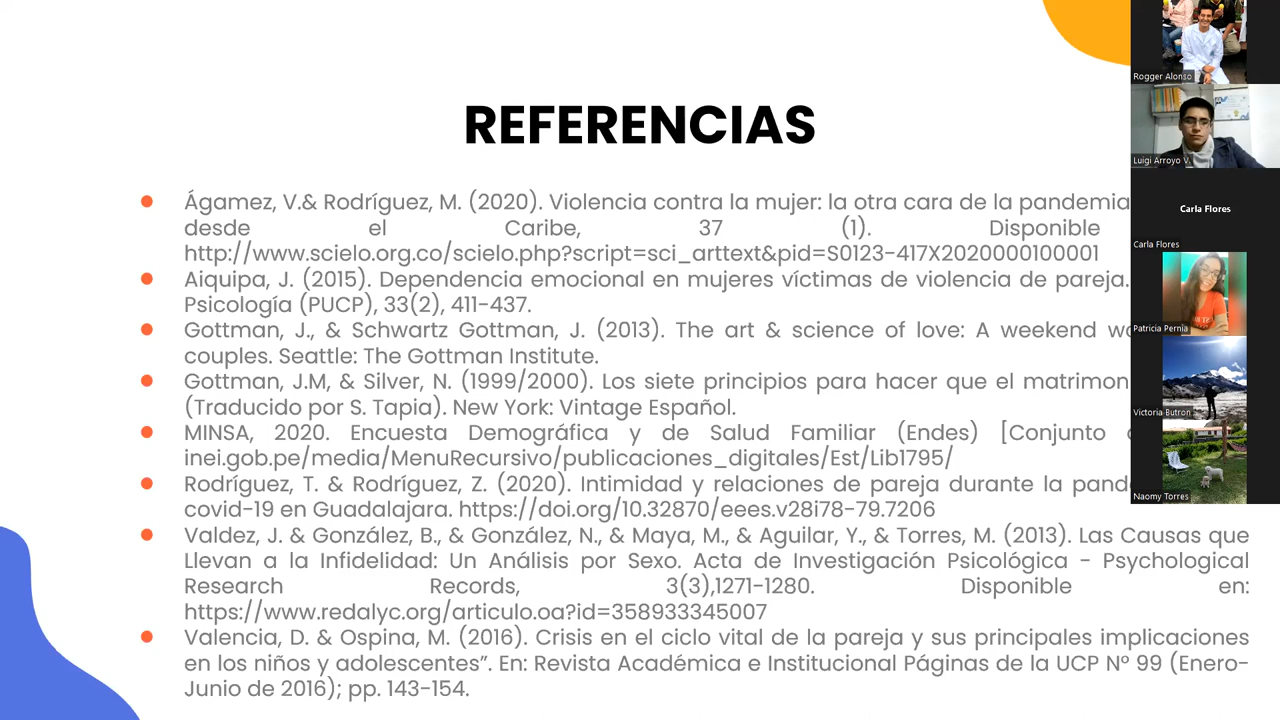 REFERENCIAS
Ágamez, V.& Rodríguez, M. (2020). Violencia contra la mujer: la otra cara de la pandemia
desde el Caribe, 37 (1). Disponible
http://www.scielo.org.co/scielo.php?script=sci_arttext&pid=S0123-417X2020000100001
Aiquipa, J. (2015). Dependencia emocional en mujeres víctimas de violencia de pareja.
Psicología (PUCP), 33(2), 411-437.
Gottman, J., & Schwartz Gottman, J. (2013). The art & science of love: A weekend
couples. Seattle: The Gottman Institute.
Gottman, J.M, & Silver, N. (1999/2000). Los siete principios para hacer que el matrimon
(Traducido por S. Tapia). New York: Vintage Español.
MINSA, 2020. Encuesta Demográfica y de Salud Familiar (Endes) [Conjunto
inei.gob.pe/media/MenuRecursivo/publicaciones_digitales/Est/Lib1795/
Rodríguez, T. & Rodríguez, Z. (2020). Intimidad y relaciones de pareja durante la pand
covid-19 en Guadalajara. https://doi.org/10.32870/eees.v28i78-79.7206
Valdez, J. & González, B., & González, N., & Maya, M., & Aguilar, Y., & Torres, M. (2013). Las Causas que
Llevan a la Infidelidad: Un Análisis por Sexo. Acta de Investigación Psicológica - Psychological
Research Records, 3(3),1271-1280. Disponible en:
https://www.redalyc.org/articulo.oa?id=358933345007
Valencia, D. & Ospina, M. (2016). Crisis en el ciclo vital de la pareja y sus principales implicaciones
en los niños y adolescentes”. En: Revista Académica e Institucional Páginas de la UCP Nº 99 (Enero-
Junio de 2016); pp. 143-154.
Rogger Alonso
Luigi Arroyo V.
Carla Flores
Carla Flores
Patricia Pernia
Victoria Butron
Naomy Torres